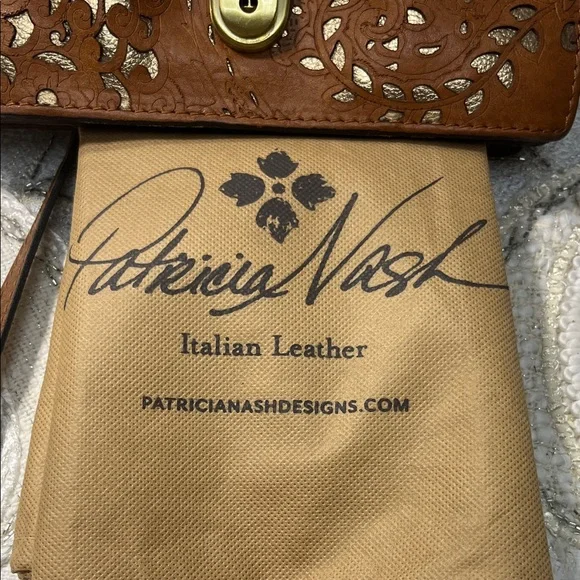 Patricia Nash
Italian Leather
PATRICIANASHDESIGNS.COM